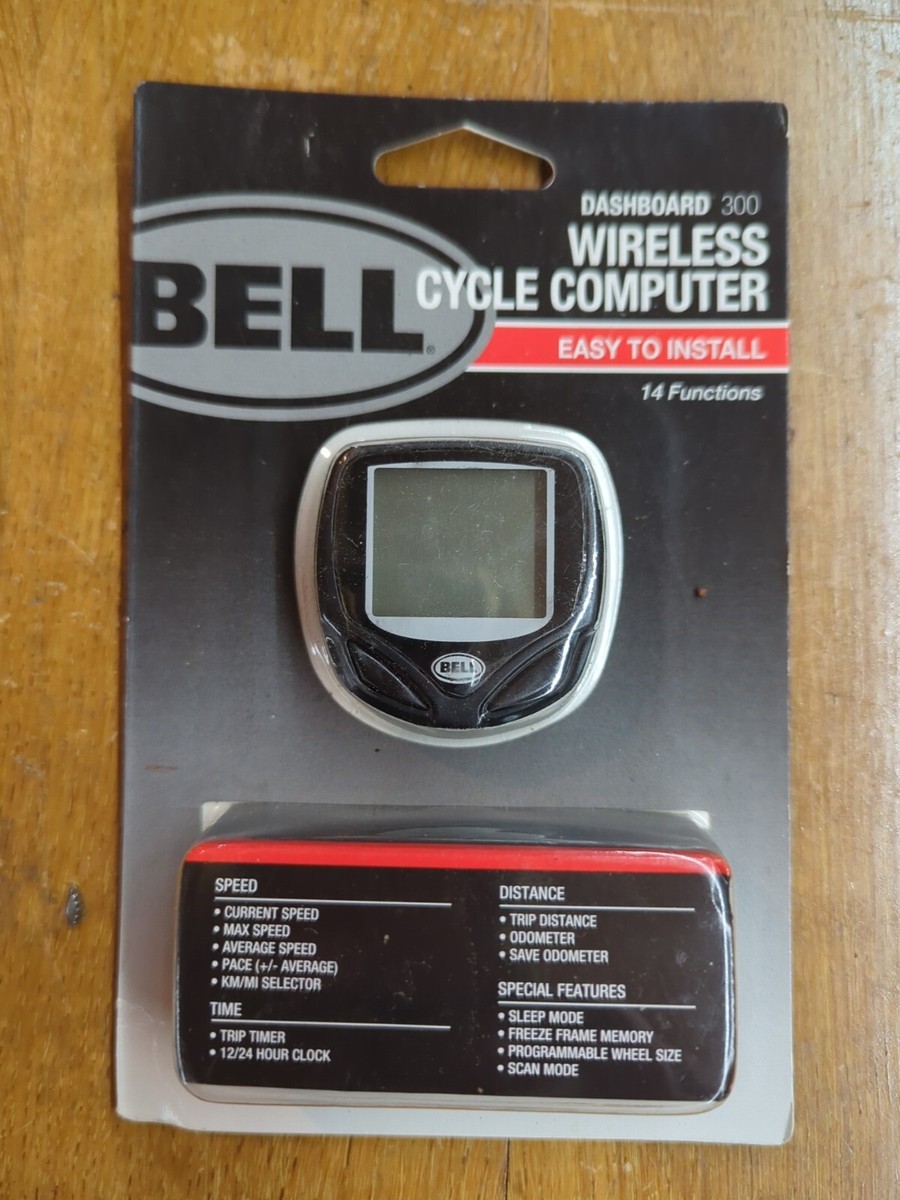 DASHBOARD 300
WIRELESS
CYCLE COMPUTER
BELL®
EASY TO INSTALL
14 Functions
BELL
SPEED
• CURRENT SPEED
• MAX SPEED
• AVERAGE SPEED
• PACE (+/- AVERAGE)
• KM/MI SELECTOR
TIME
• TRIP TIMER
• 12/24 HOUR CLOCK
DISTANCE
• TRIP DISTANCE
• ODOMETER
• SAVE ODOMETER
SPECIAL FEATURES
• SLEEP MODE
• FREEZE FRAME MEMORY
• PROGRAMMABLE WHEEL SIZE
• SCAN MODE